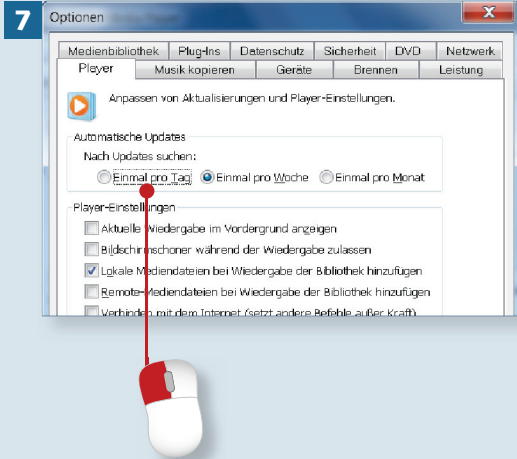 7
Optionen
Medienbibliothek Plug-Ins Datenschutz Sicherheit DVD Netzwerk
Player Musik kopieren Geräte Brennen Leistung
Anpassen von Aktualisierungen und Player-Einstellungen.
Automatische Updates
Nach Updates suchen:
Einmal pro Tag Einmal pro Woche Einmal pro Monat
Player-Einstellungen
Aktuelle Wiedergabe im Vordergrund anzeigen
Bildschirmschoner während der Wiedergabe zulassen
Lokale Mediendateien bei Wiedergabe der Bibliothek hinzufügen
Remote-Mediendateien bei Wiedergabe der Bibliothek hinzufügen
Verbinden mit dem Internet (setzt andere Befehle außer Kraft)